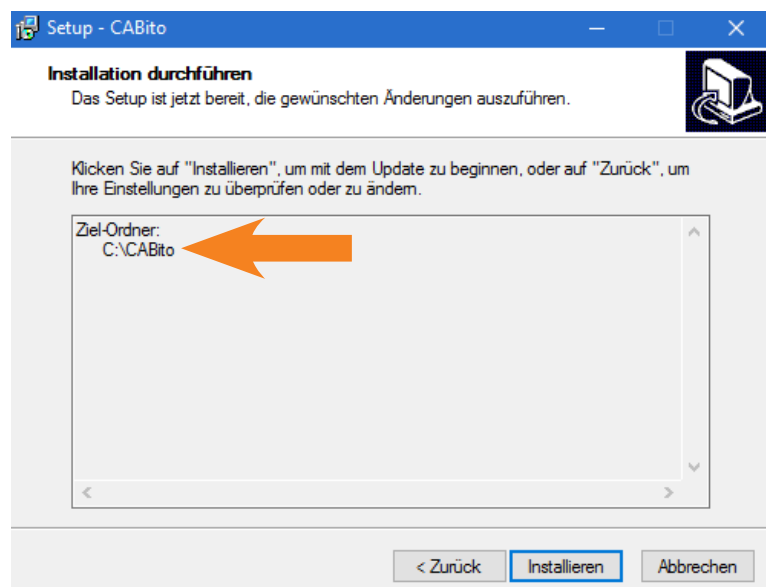 Setup - CABito
Installation durchführen
Das Setup ist jetzt bereit, die gewünschten Änderungen auszuführen.
Klicken Sie auf "Installieren", um mit dem Update zu beginnen, oder auf "Zurück", um
Ihre Einstellungen zu überprüfen oder zu ändern.
Ziel-Ordner:
C:\CABito
< Zurück
Installieren
Abbrechen